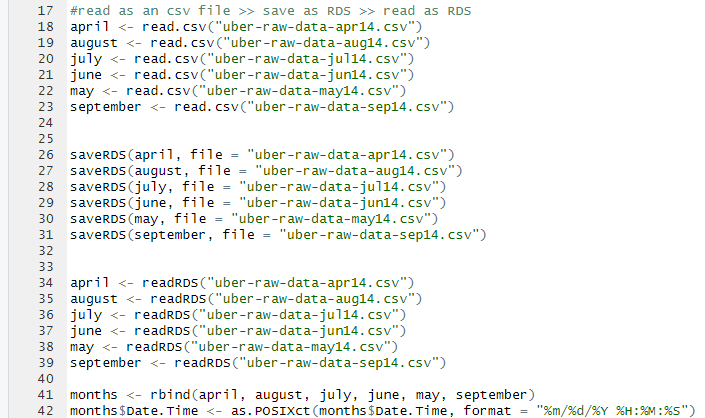 17 #read as an csv file >> save as RDS >> read as RDS
18 april <- read.csv("uber-raw-data-apr14.csv")
19 august <- read.csv("uber-raw-data-aug14.csv")
20 july <- read.csv("uber-raw-data-jul14.csv")
21 june <- read.csv("uber-raw-data-jun14.csv")
22 may <- read.csv("uber-raw-data-may14.csv")
23 september <- read.csv("uber-raw-data-sep14.csv")
24
25
26 saveRDS(april, file = "uber-raw-data-apr14.csv")
27 saveRDS(august, file = "uber-raw-data-aug14.csv")
28 saveRDS(july, file = "uber-raw-data-jul14.csv")
29 saveRDS(june, file = "uber-raw-data-jun14.csv")
30 saveRDS(may, file = "uber-raw-data-may14.csv")
31 saveRDS(september, file = "uber-raw-data-sep14.csv")
32
33
34 april <- readRDS("uber-raw-data-apr14.csv")
35 august <- readRDS("uber-raw-data-aug14.csv")
36 july <- readRDS("uber-raw-data-jul14.csv")
37 june <- readRDS("uber-raw-data-jun14.csv")
38 may <- readRDS("uber-raw-data-may14.csv")
39 september <- readRDS("uber-raw-data-sep14.csv")
40
41 months <- rbind(april, august, july, june, may, september)
42 months$Date.Time <- as.POSIXct(months$Date.Time, format = "%m/%d/%Y %H:%M:%S")